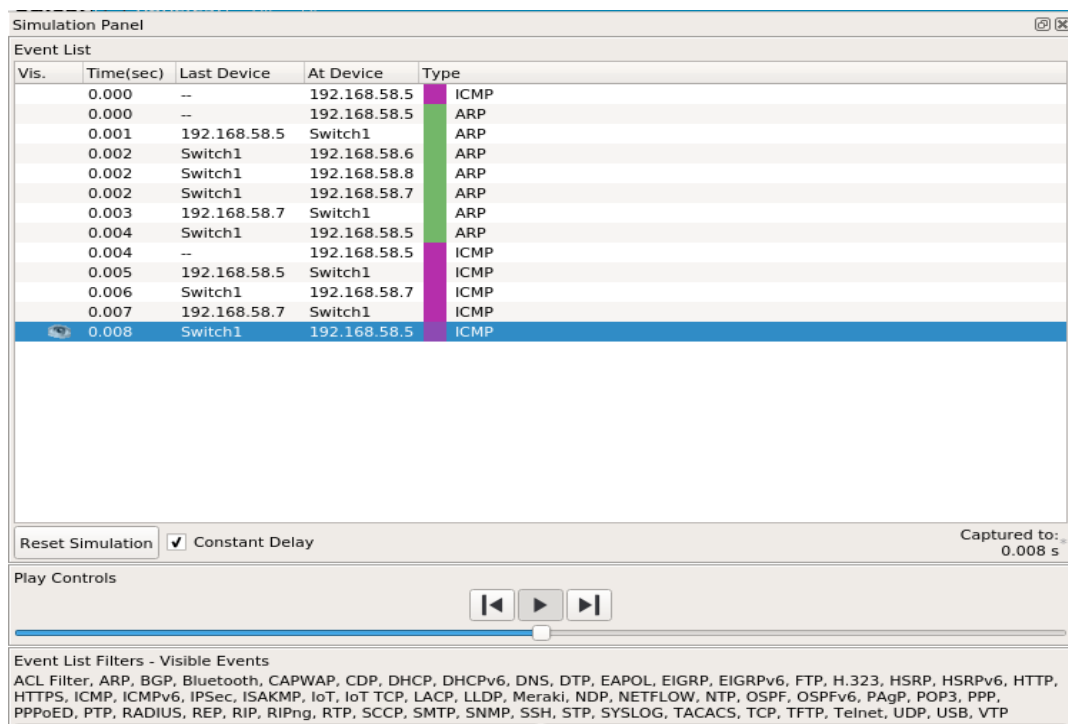 Simulation Panel
Event List
Vis. Time(sec) Last Device At Device Type
0.000 -- 192.168.58.5 ICMP
0.000 -- 192.168.58.5 ARP
0.001 192.168.58.5 Switch1 ARP
0.002 Switch1 192.168.58.6 ARP
0.002 Switch1 192.168.58.8 ARP
0.002 Switch1 192.168.58.7 ARP
0.003 192.168.58.7 Switch1 ARP
0.004 Switch1 192.168.58.5 ARP
0.004 -- 192.168.58.5 ICMP
0.005 192.168.58.5 Switch1 ICMP
0.006 Switch1 192.168.58.7 ICMP
0.007 192.168.58.7 Switch1 ICMP
0.008 Switch1 192.168.58.5 ICMP
Reset Simulation Constant Delay Captured to:
0.008 s
Play Controls
Event List Filters - Visible Events
ACL Filter, ARP, BGP, Bluetooth, CAPWAP, CDP, DHCP, DHCPv6, DNS, DTP, EAPOL, EIGRP, EIGRPv6, FTP, H.323, HSRP, HSRPv6, HTTP,
HTTPS, ICMP, ICMPv6, IPSec, ISAKMP, IoT, IoT TCP, LACP, LLDP, Meraki, NDP, NETFLOW, NTP, OSPF, OSPFv6, PAgP, POP3, PPP,
PPPoED, PTP, RADIUS, REP, RIP, RIPng, RTP, SCCP, SMTP, SNMP, SSH, STP, SYSLOG, TACACS, TCP, TFTP, Telnet, UDP, USB, VTP